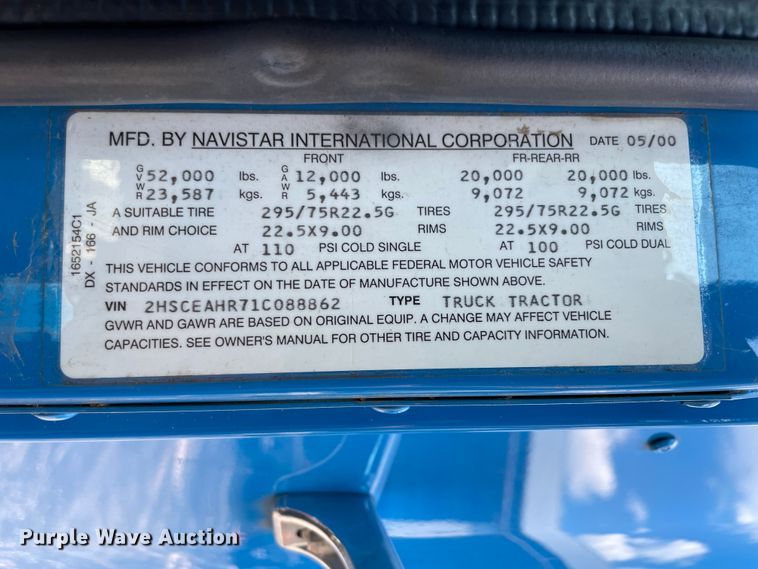 MFD. BY NAVISTAR INTERNATIONAL CORPORATION DATE 05/00
FRONT FR-REAR-RR
GVWR 52,000 lbs. GAWR 12,000 lbs. 20,000 20,000 lbs.
23,587 kgs. 5,443 kgs. 9,072 9,072 kgs.
A SUITABLE TIRE 295/75R22.5G TIRES 295/75R22.5G TIRES
AND RIM CHOICE 22.5X9.00 RIMS 22.5X9.00 RIMS
AT 110 PSI COLD SINGLE AT 100 PSI COLD DUAL
THIS VEHICLE CONFORMS TO ALL APPLICABLE FEDERAL MOTOR VEHICLE SAFETY
STANDARDS IN EFFECT ON THE DATE OF MANUFACTURE SHOWN ABOVE.
VIN 2HSCEAHR71C088862 TYPE TRUCK TRACTOR
GVWR AND GAWR ARE BASED ON ORIGINAL EQUIP. A CHANGE MAY AFFECT VEHICLE
CAPACITIES. SEE OWNER'S MANUAL FOR OTHER TIRE AND CAPACITY INFORMATION.
1652154C1
DX - 166 - JA
Purple Wave Auction